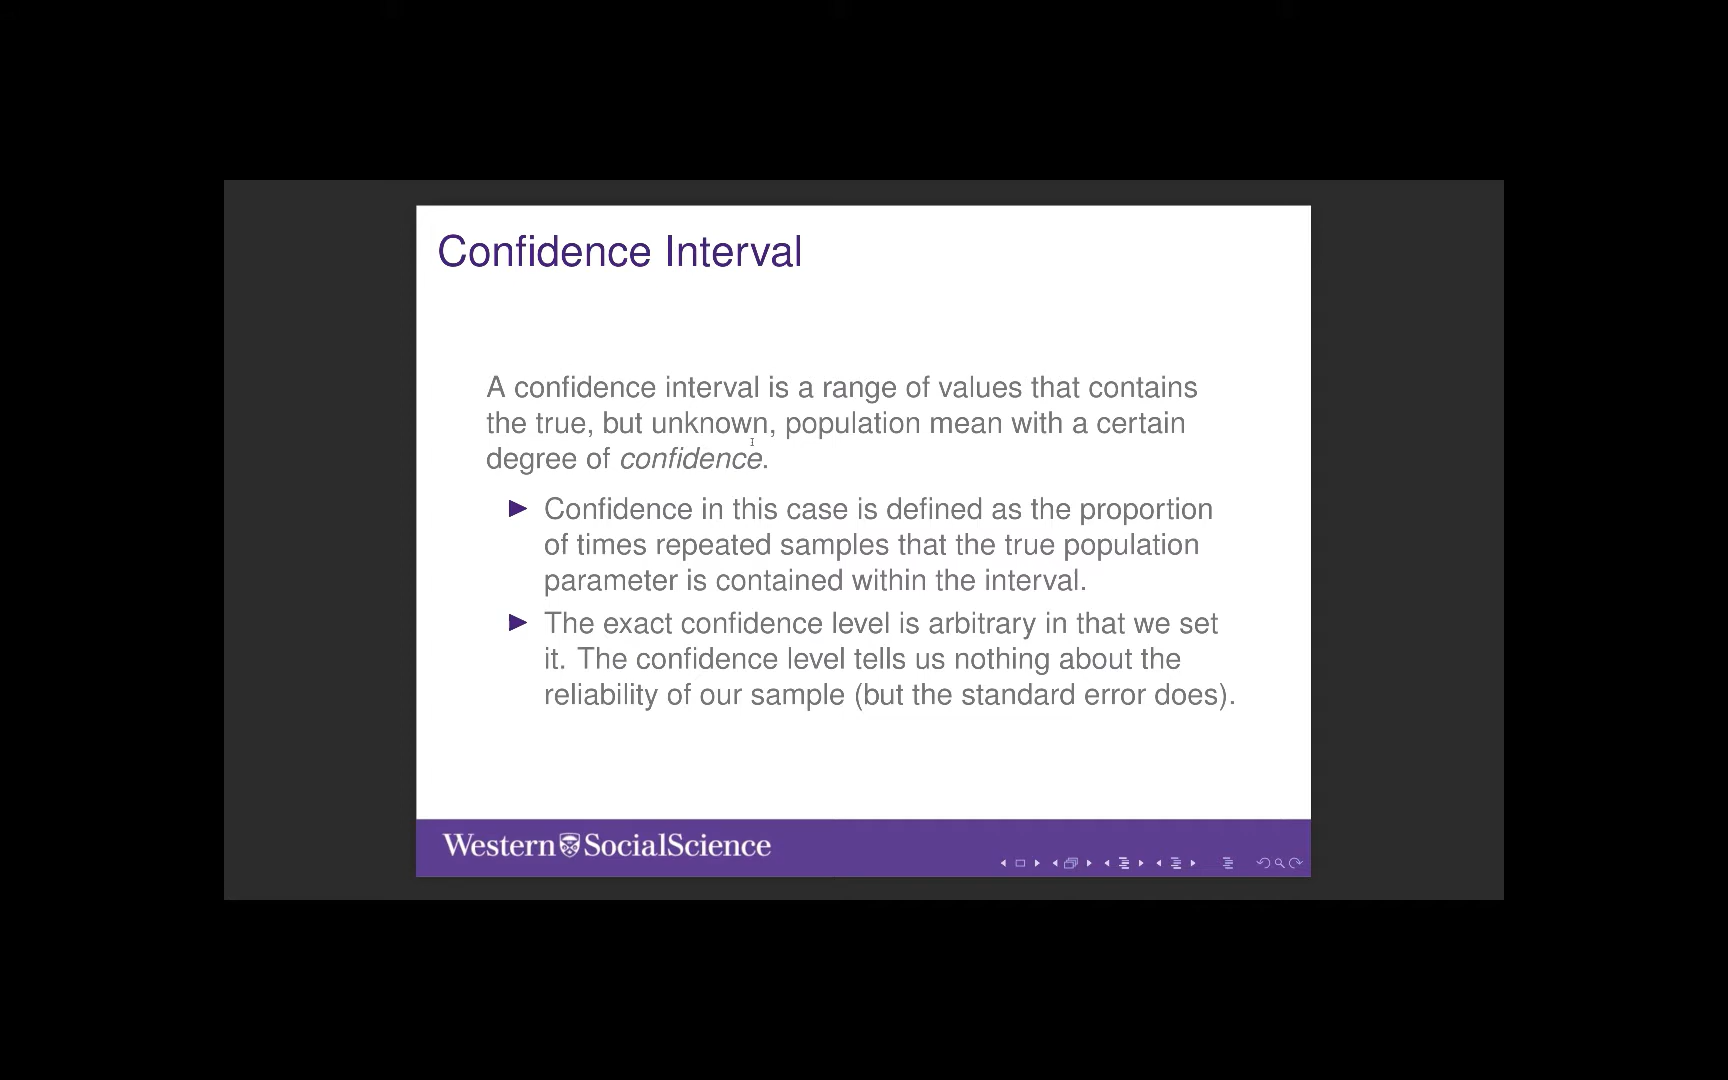 Confidence Interval
A confidence interval is a range of values that contains
the true, but unknown, population mean with a certain
degree of confidence.
Confidence in this case is defined as the proportion
of times repeated samples that the true population
parameter is contained within the interval.
The exact confidence level is arbitrary in that we set
it. The confidence level tells us nothing about the
reliability of our sample (but the standard error does).
Western SocialScience